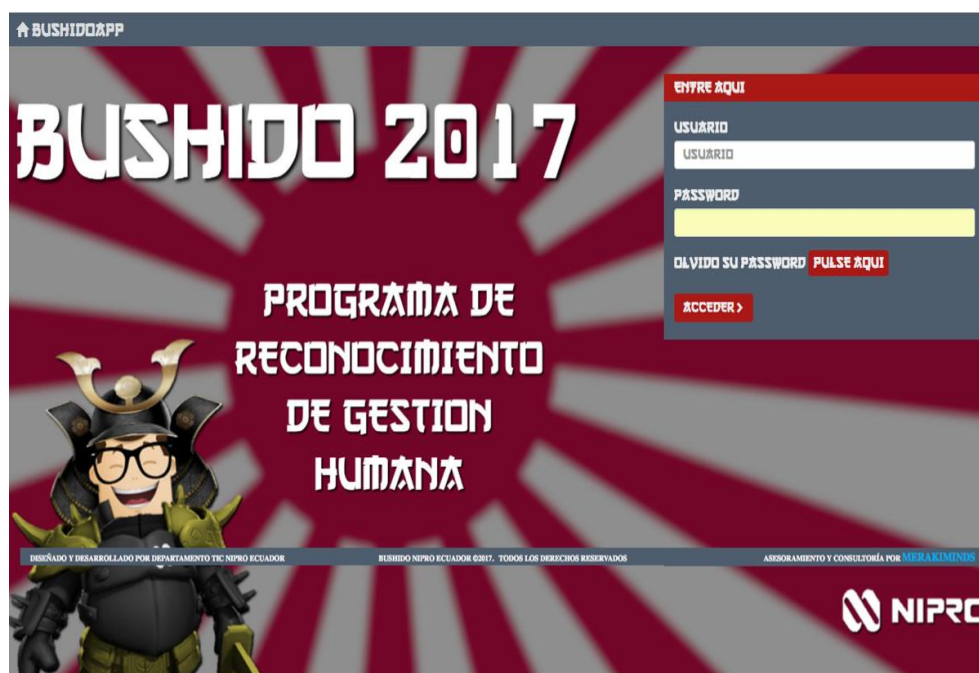 BUSHIDOAPP
BUSHIDO 2017
PROGRAMA DE
RECONOCIMIENTO
DE GESTION
HUMANA
ENTRE AQUI
USUARIO
USUARIO
PASSWORD
OLVIDO SU PASSWORD PULSE AQUI
ACCEDER >
DISEÑADO Y DESARROLLADO POR DEPARTAMENTO TIC NIPRO ECUADOR
BUSHIDO NIPRO ECUADOR ©2017. TODOS LOS DERECHOS RESERVADOS
ASESORAMIENTO Y CONSULTORÍA POR MERAKIMINDS
NIPRO